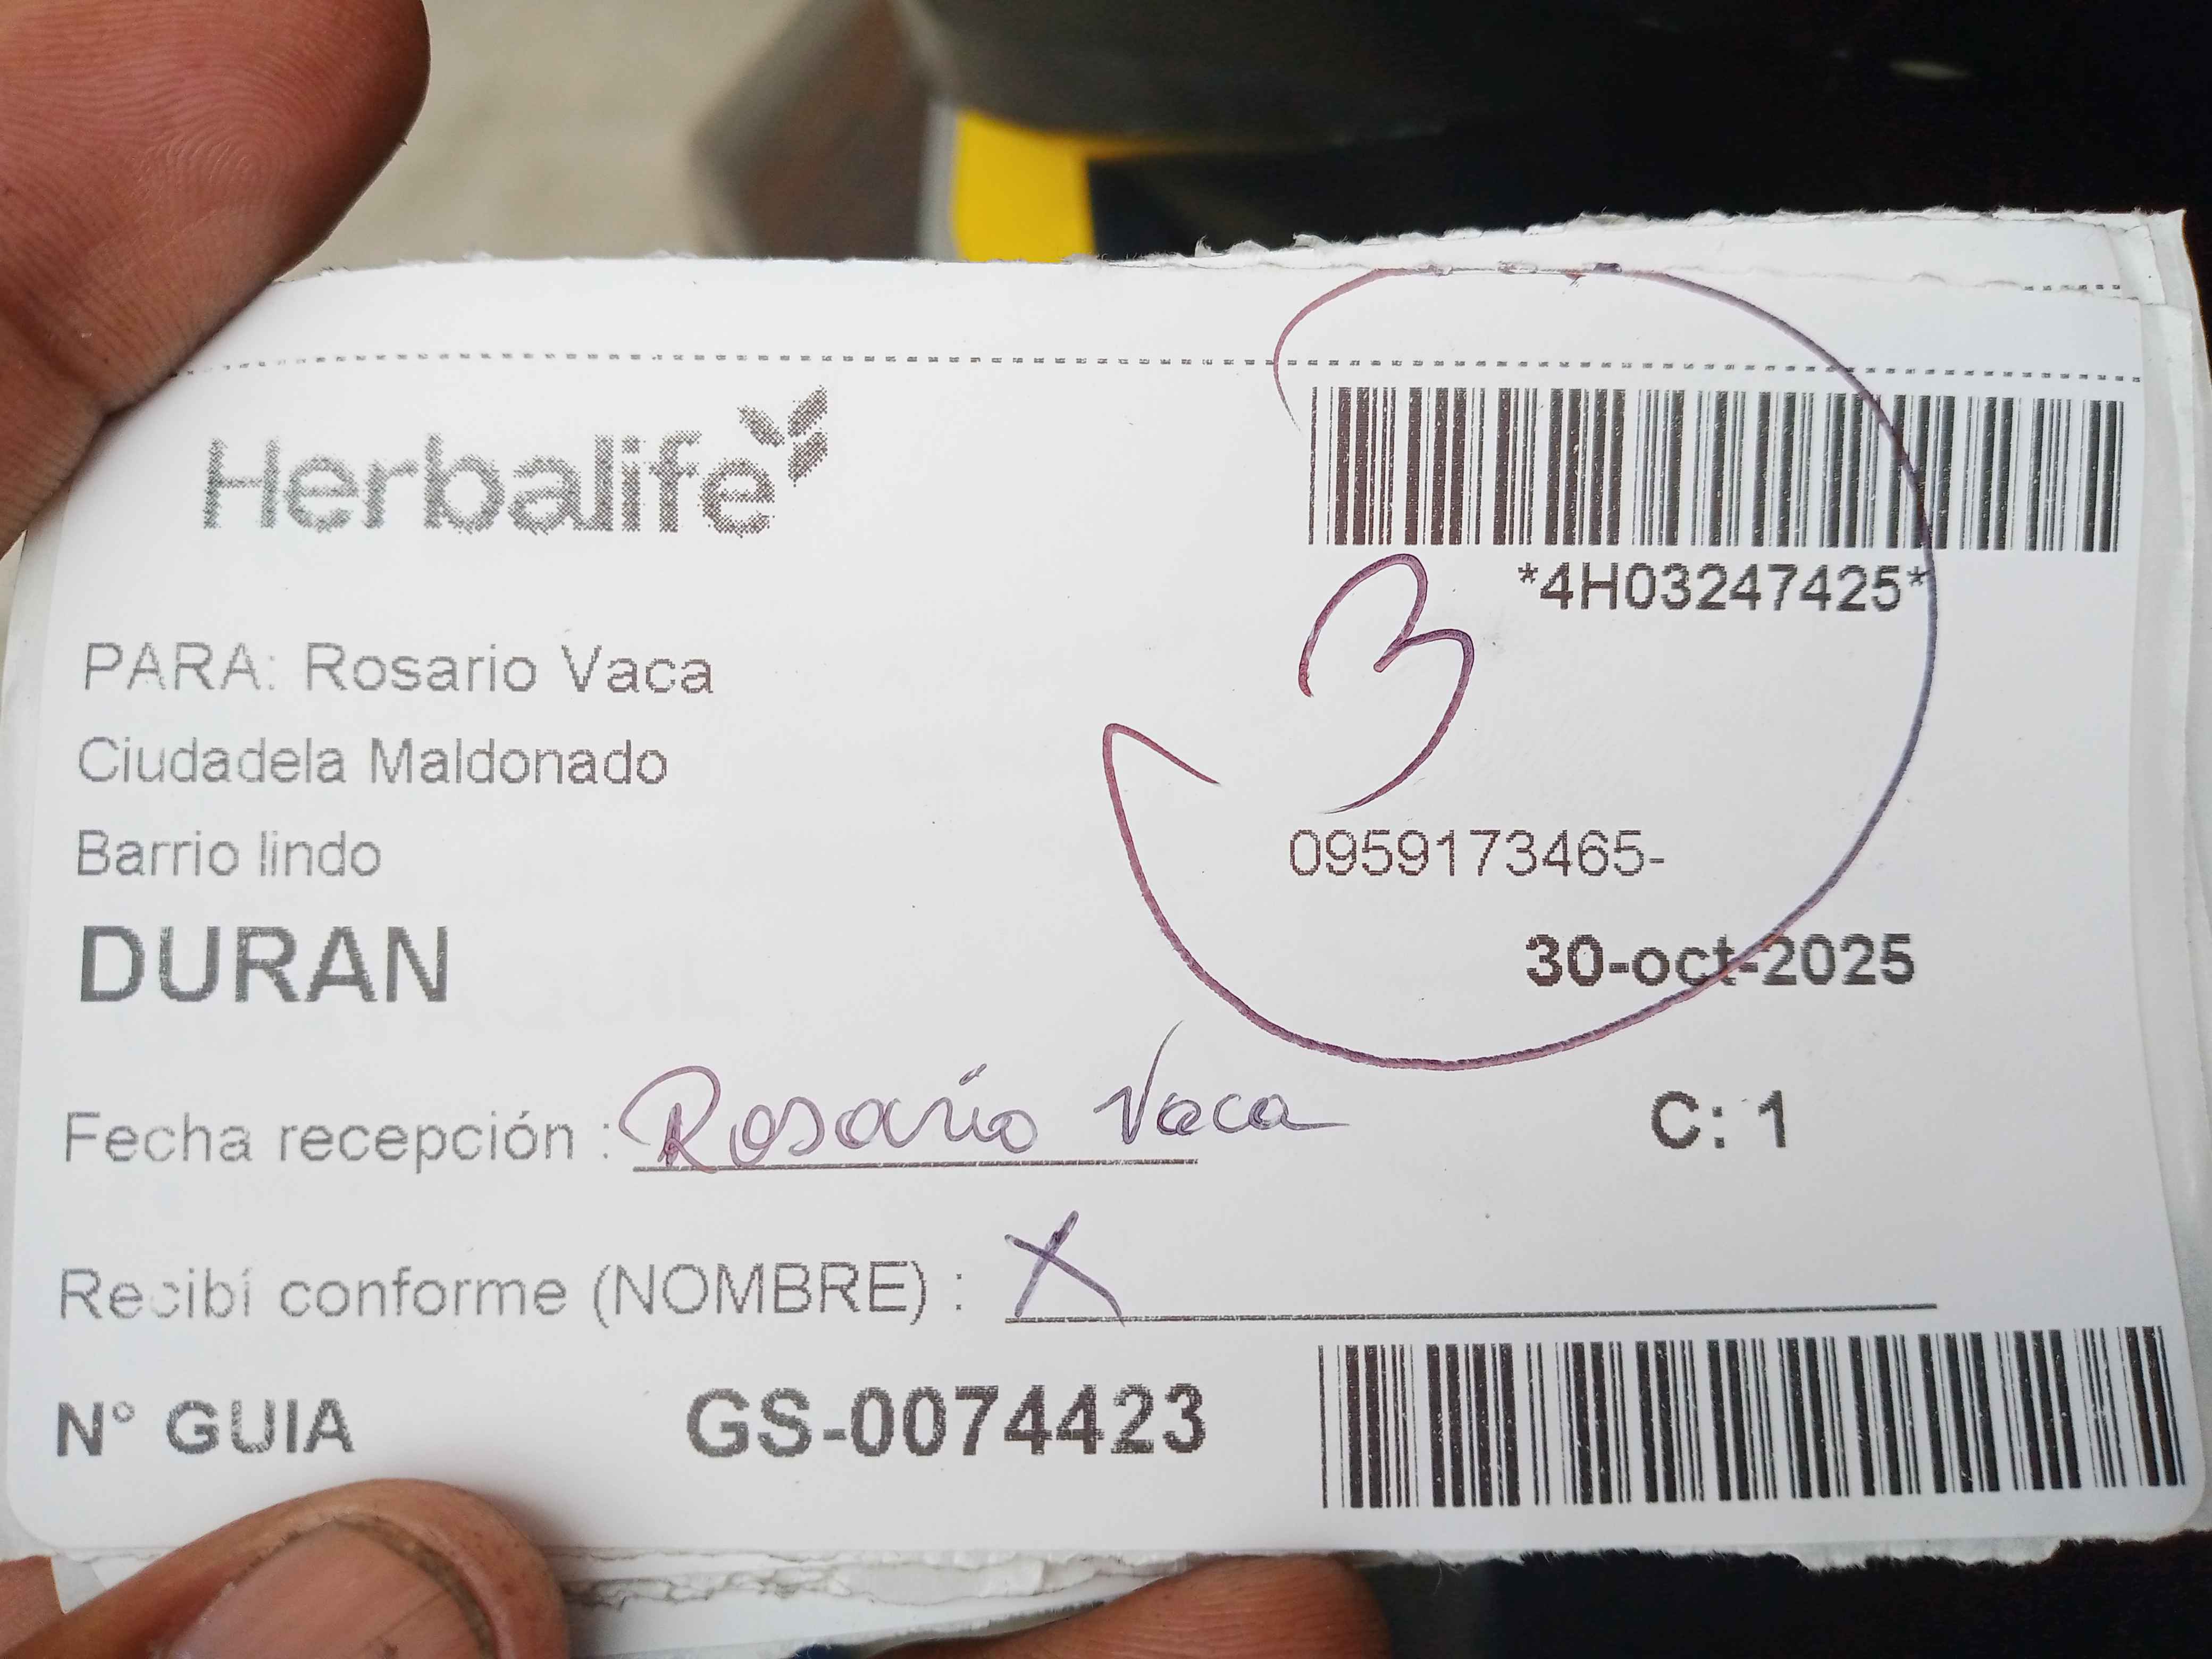 Herbalife
*4H03247425*
3
PARA: Rosario Vaca
Ciudadela Maldonado
Barrio lindo
0959173465-
DURAN
30-oct-2025
Fecha recepción : Rosario Vaca
C: 1
Recibí conforme (NOMBRE) : X
N° GUIA GS-0074423